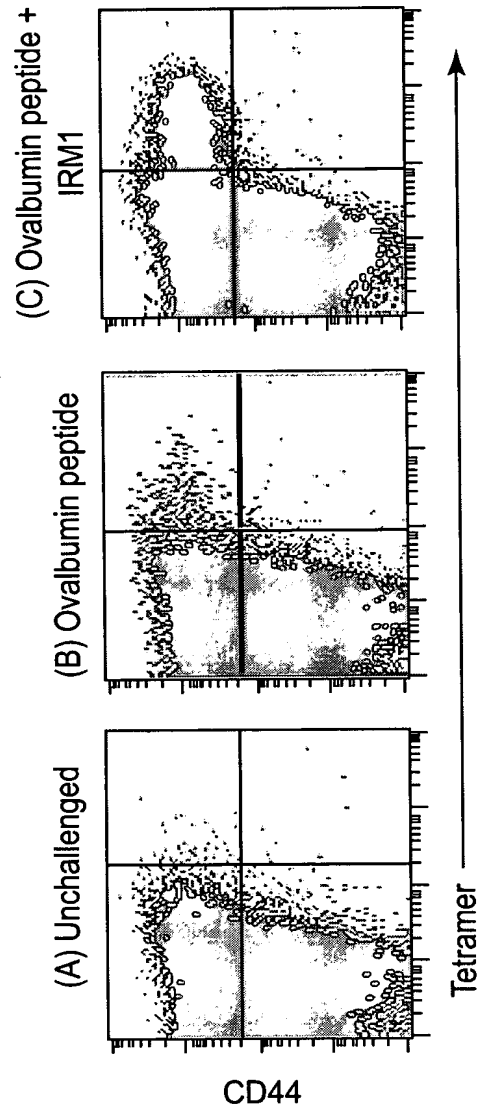 (A) Unchallenged
(B) Ovalbumin peptide
(C) Ovalbumin peptide +
IRM1
CD44
Tetramer